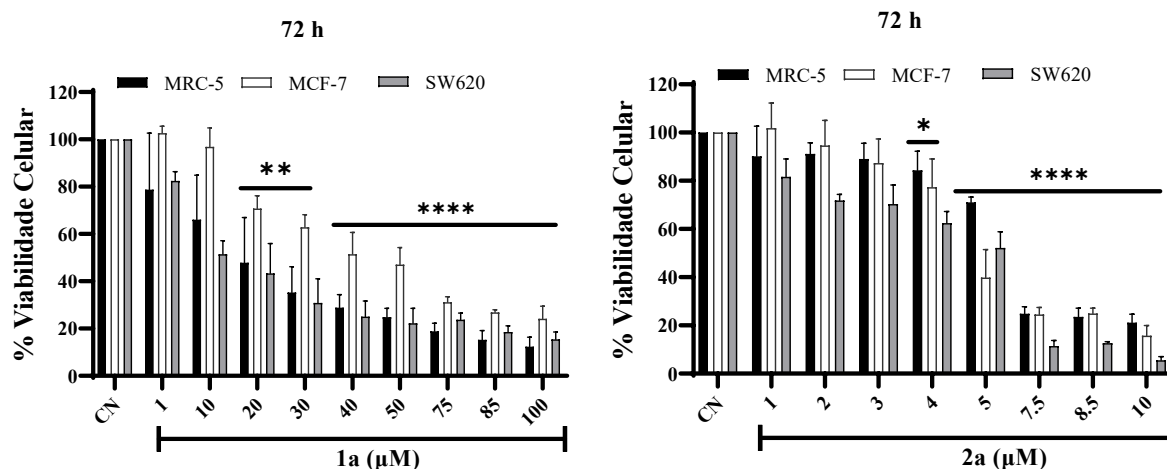 72 h
MRC-5 MCF-7 SW620
% Viabilidade Celular
120
100
80
60
40
20
0
**
****
CN 1 10 20 30 40 50 75 85 100
1a (µM)
72 h
MRC-5 MCF-7 SW620
% Viabilidade Celular
120
100
80
60
40
20
0
*
****
CN 1 2 3 4 5 7.5 8.5 10
2a (µM)